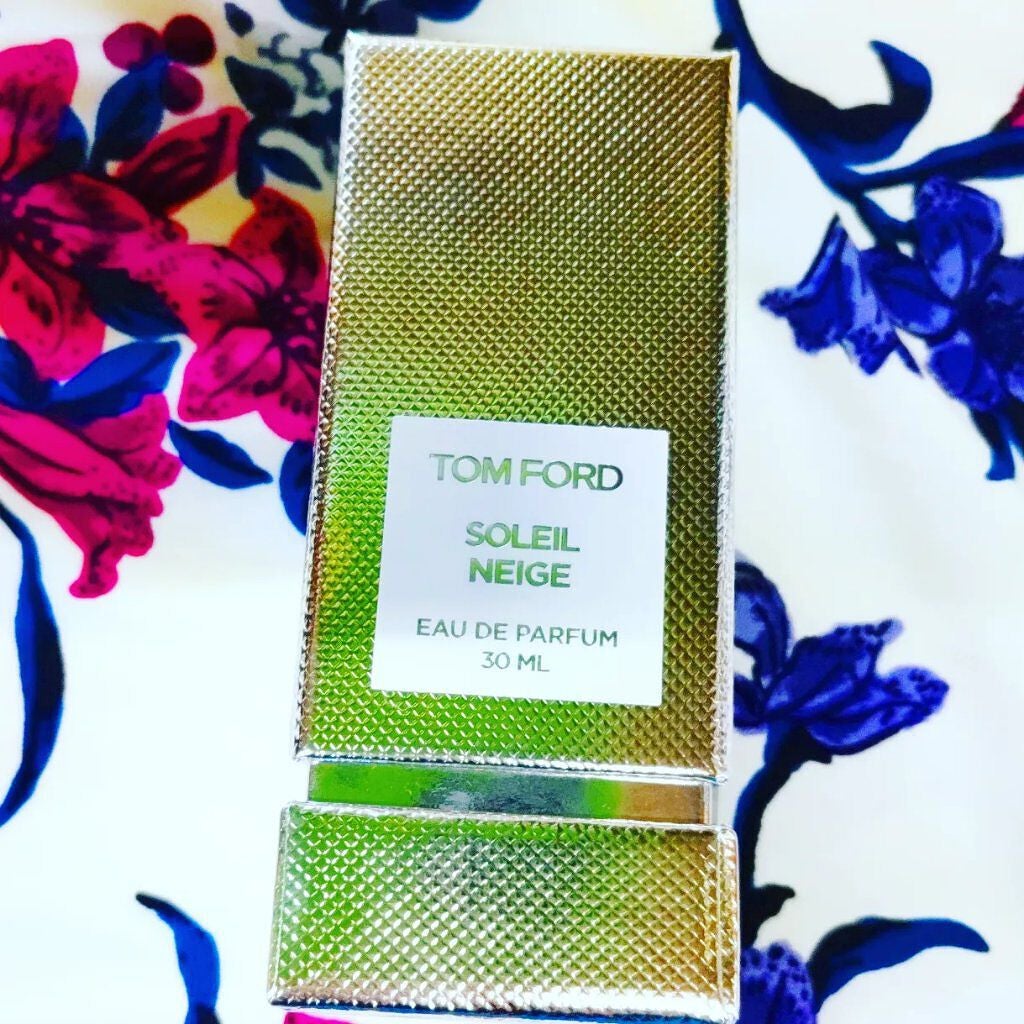 TOM FORD
SOLEIL
NEIGE
EAU DE PARFUM
30 ML